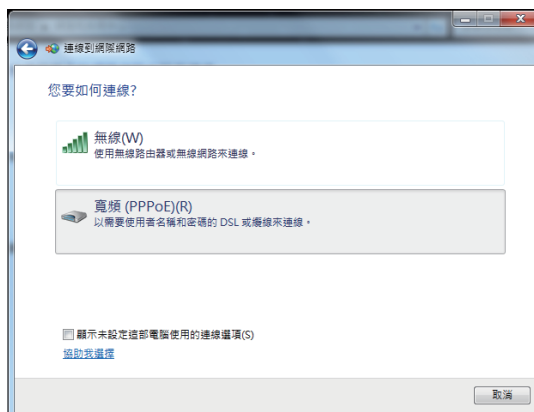 連線到網際網路
您要如何連線?
無線(W)
使用無線路由器或無線網路來連線。
寬頻 (PPPoE)(R)
以需要使用者名稱和密碼的 DSL 或纜線來連線。
顯示未設定這部電腦使用的連線選項(S)
協助我選擇
取消